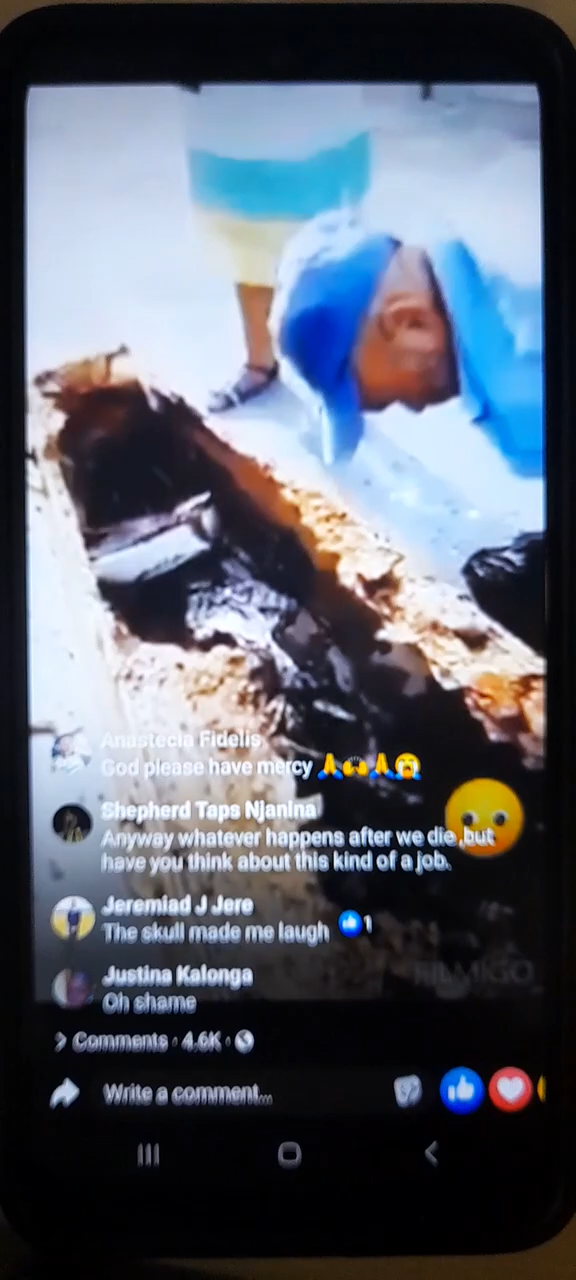 Anastecia Fidelis
God please have mercy 🙏🙌🙏😭
Shepherd Taps Njanina
Anyway whatever happens after we die ,but
have you think about this kind of a job.
Jeremiad J Jere
The skull made me laugh 1
Justina Kalonga
Oh shame
Comments · 4.6K ·
Write a comment...
FILMIGO